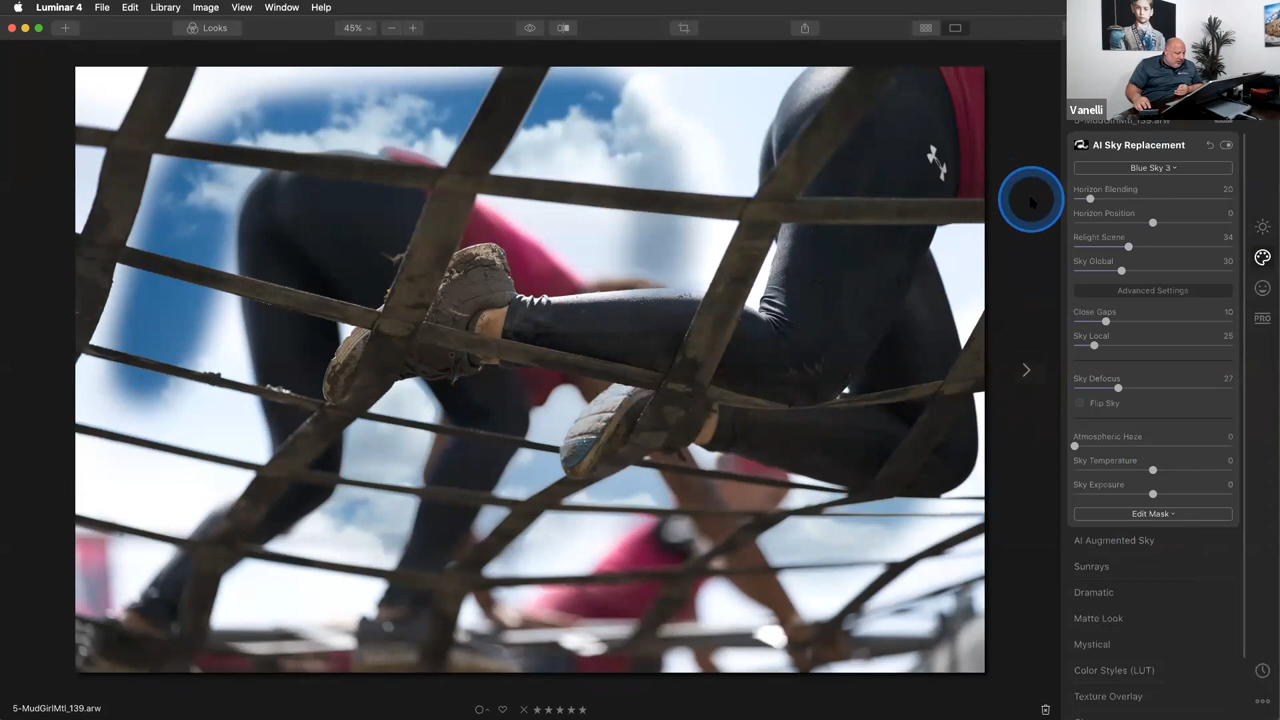 Luminar 4 File Edit Library Image View Window Help
Looks
45%
Vanelli
5-MudGirlMtl_139.arw
AI Sky Replacement
Blue Sky 3
Horizon Blending 20
Horizon Position 0
Relight Scene 34
Sky Global 30
Advanced Settings
Close Gaps 10
Sky Local 25
Sky Defocus 27
Flip Sky
Atmospheric Haze 0
Sky Temperature 0
Sky Exposure 0
Edit Mask
AI Augmented Sky
Sunrays
Dramatic
Matte Look
Mystical
Color Styles (LUT)
Texture Overlay
PRO
5-MudGirlMtl_139.arw